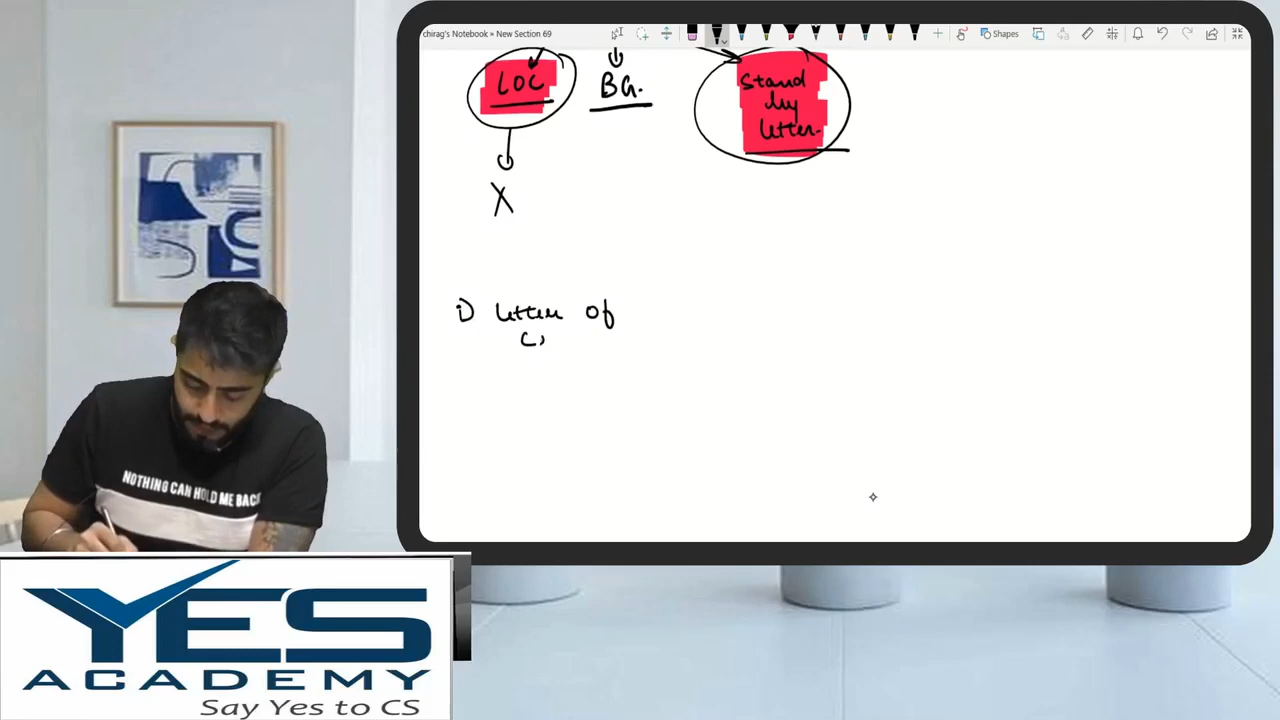 chirag's Notebook » New Section 69
Shapes
LOC
BG.
Stand
by
letter.
X
1) Letter of
NOTHING CAN HOLD ME BACK
YES
ACADEMY
Say Yes to CS